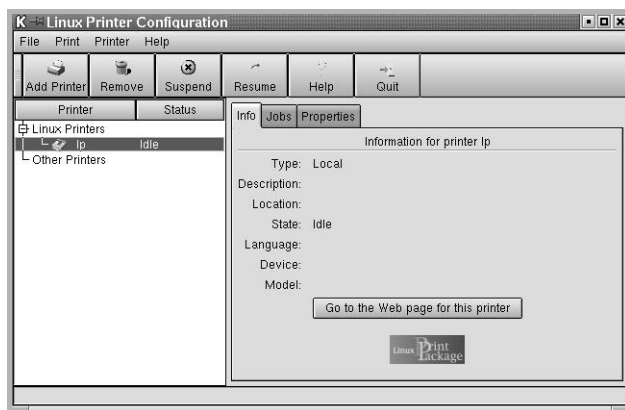 K Linux Printer Configuration
File Print Printer Help
Add Printer Remove Suspend Resume Help Quit
Printer Status
Linux Printers
lp Idle
Other Printers
Info Jobs Properties
Information for printer lp
Type: Local
Description:
Location:
State: Idle
Language:
Device:
Model:
Go to the Web page for this printer
Linux Print Package